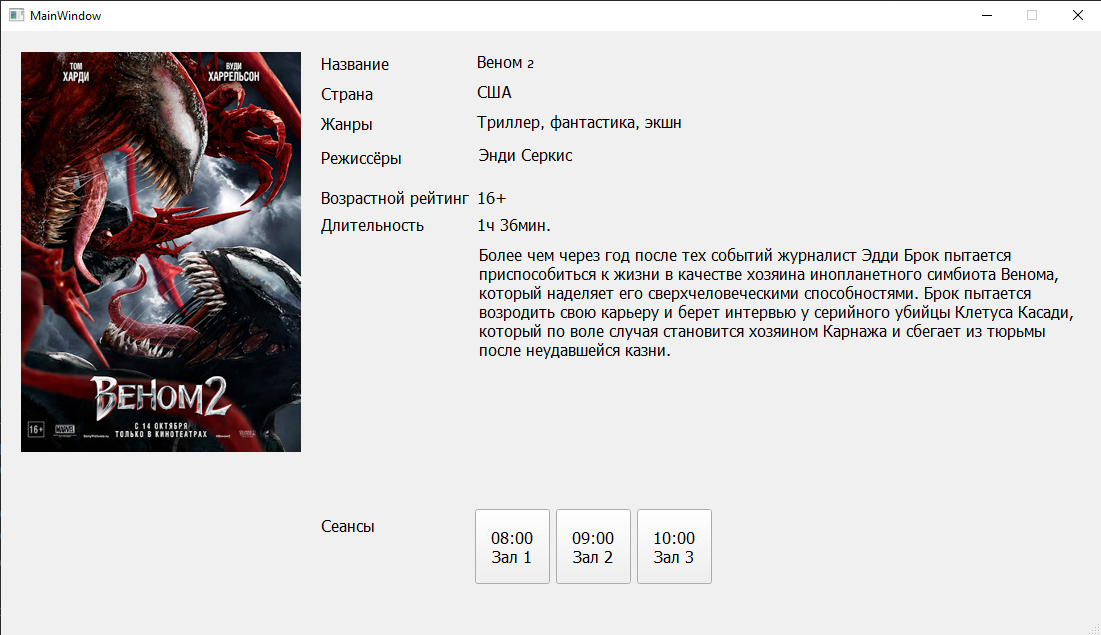 MainWindow
ТОМ
ХАРДИ
ВУДИ
ХАРРЕЛЬСОН
ВЕНОМ 2
16+
MARVEL
С 14 ОКТЯБРЯ
ТОЛЬКО В КИНОТЕАТРАХ
Название
Веном 2
Страна
США
Жанры
Триллер, фантастика, экшн
Режиссёры
Энди Серкис
Возрастной рейтинг
16+
Длительность
1ч 36мин.
Более чем через год после тех событий журналист Эдди Брок пытается
приспособиться к жизни в качестве хозяина инопланетного симбиота Венома,
который наделяет его сверхчеловеческими способностями. Брок пытается
возродить свою карьеру и берет интервью у серийного убийцы Клетуса Касади,
который по воле случая становится хозяином Карнажа и сбегает из тюрьмы
после неудавшейся казни.
Сеансы
08:00
Зал 1
09:00
Зал 2
10:00
Зал 3